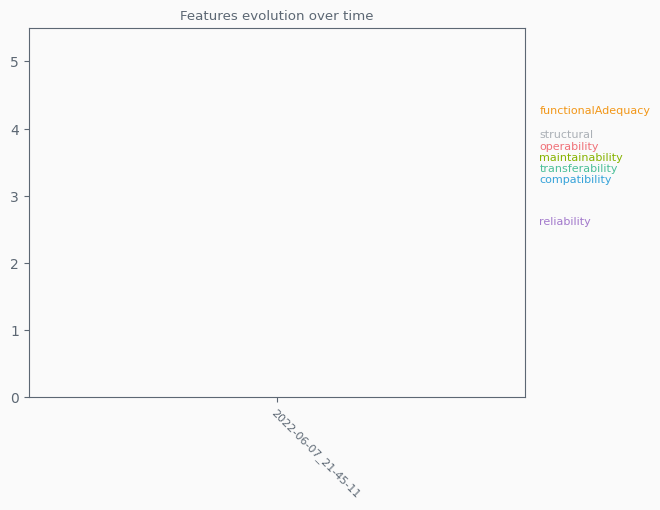 Features evolution over time
5
4
3
2
1
0
functionalAdequacy
structural
operability
maintainability
transferability
compatibility
reliability
2022-06-07_21-45-11